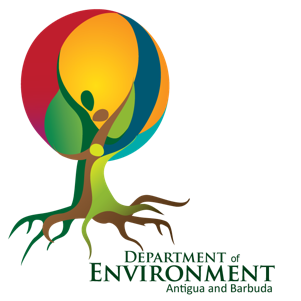 DEPARTMENT of
ENVIRONMENT
Antigua and Barbuda